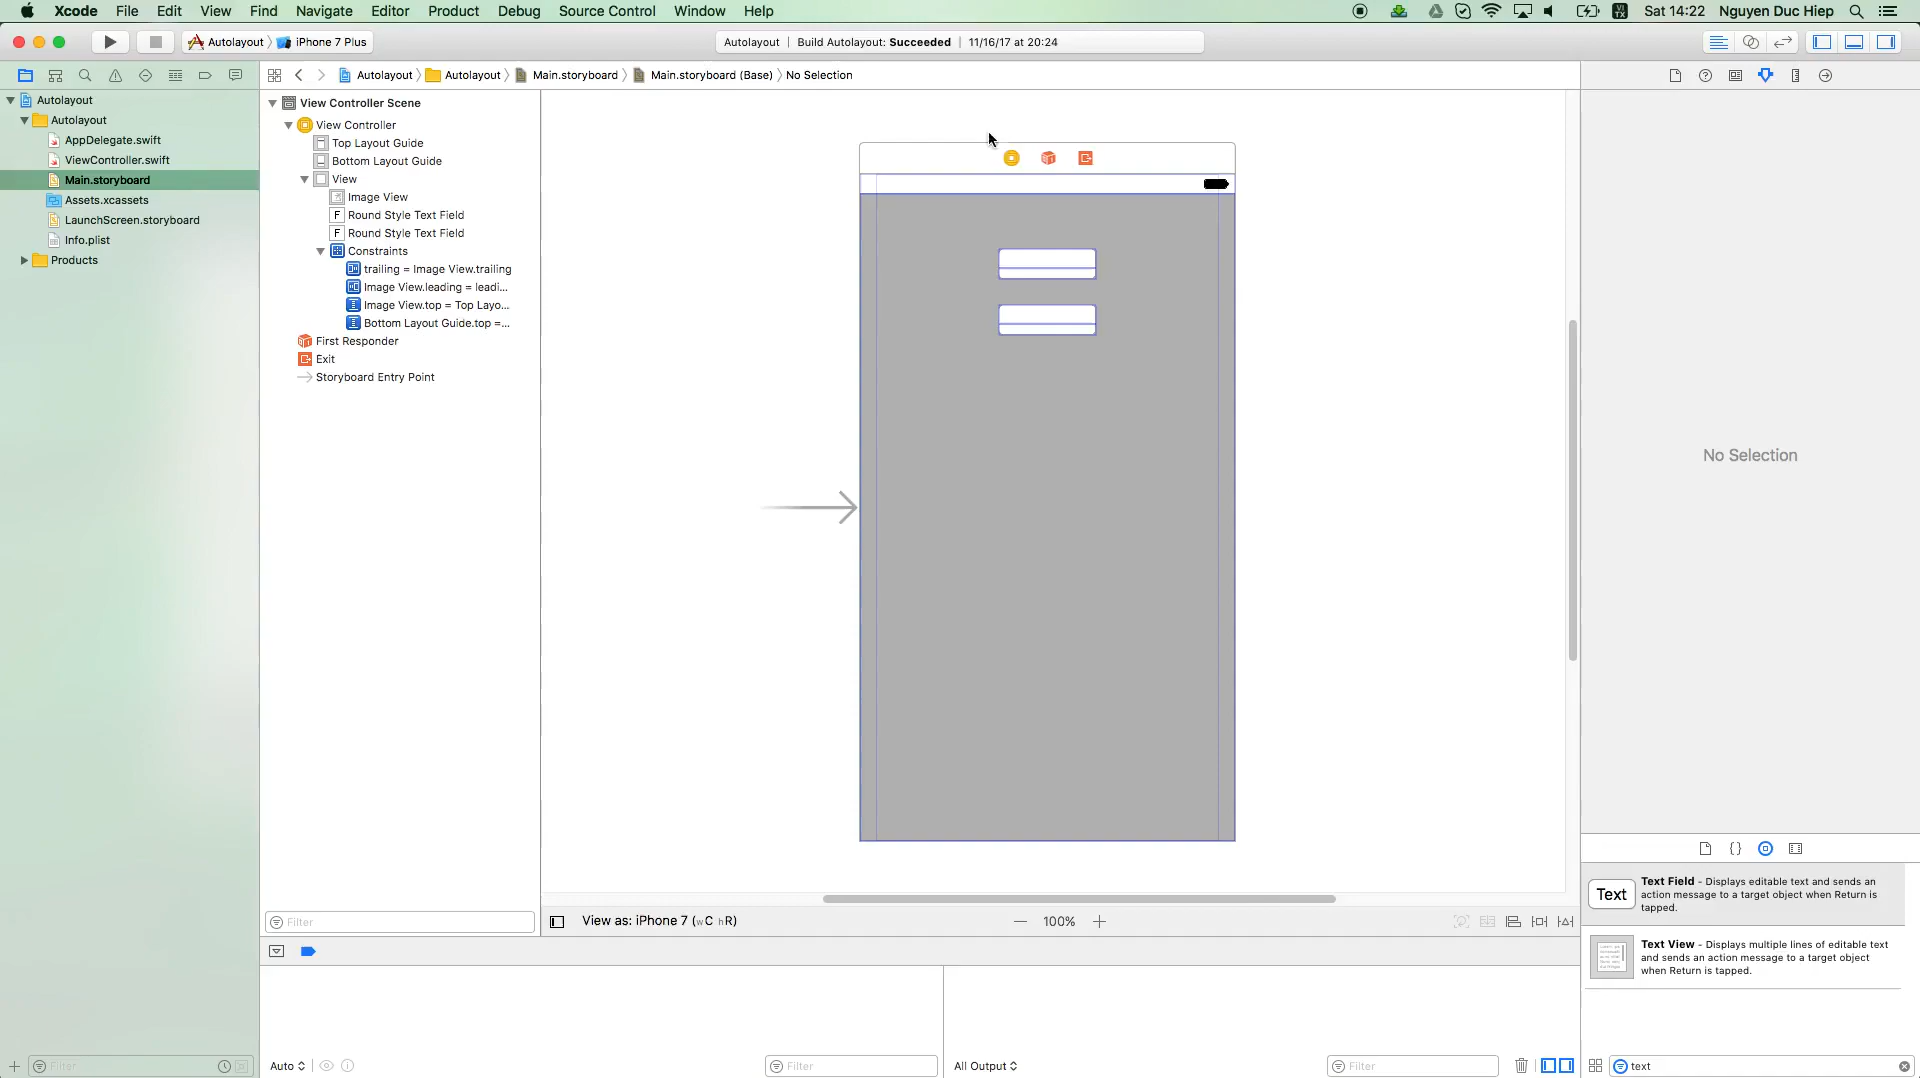 Xcode File Edit View Find Navigate Editor Product Debug Source Control Window Help Sat 14:22 Nguyen Duc Hiep
Autolayout iPhone 7 Plus Autolayout Build Autolayout: Succeeded 11/16/17 at 20:24
Autolayout Autolayout Main.storyboard Main.storyboard (Base) No Selection
Autolayout
Autolayout
AppDelegate.swift
ViewController.swift
Main.storyboard
Assets.xcassets
LaunchScreen.storyboard
Info.plist
Products
Filter
View Controller Scene
View Controller
Top Layout Guide
Bottom Layout Guide
View
Image View
F Round Style Text Field
F Round Style Text Field
Constraints
trailing = Image View.trailing
Image View.leading = leadi...
Image View.top = Top Layo...
Bottom Layout Guide.top =...
First Responder
Exit
Storyboard Entry Point
Filter
View as: iPhone 7 (wC hR) 100%
Auto Filter
All Output Filter
No Selection
Text
Text Field - Displays editable text and sends an
action message to a target object when Return is
tapped.
Text View - Displays multiple lines of editable text
and sends an action message to a target object
when Return is tapped.
text